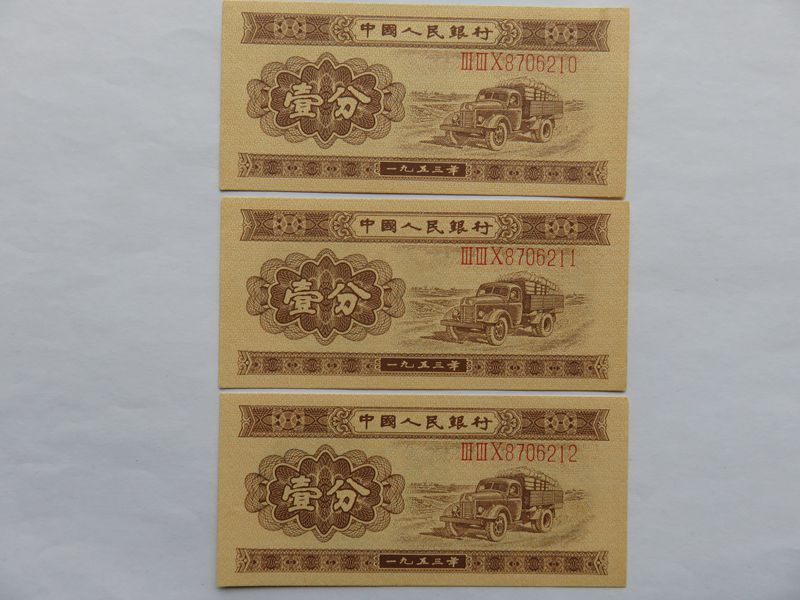 中國人民銀行
ⅢⅢⅩ8706210
壹分
一九五三年
中國人民銀行
ⅢⅢⅩ8706211
壹分
一九五三年
中國人民銀行
ⅢⅢⅩ8706212
壹分
一九五三年